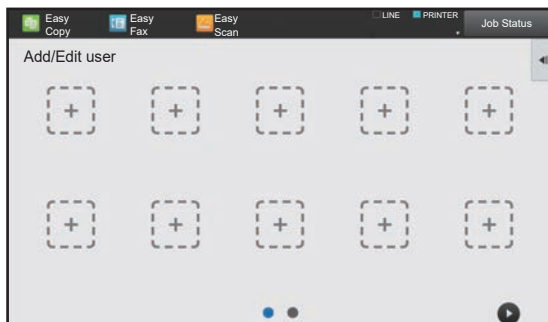 Easy Copy
Easy Fax
Easy Scan
LINE
PRINTER
Job Status
Add/Edit user